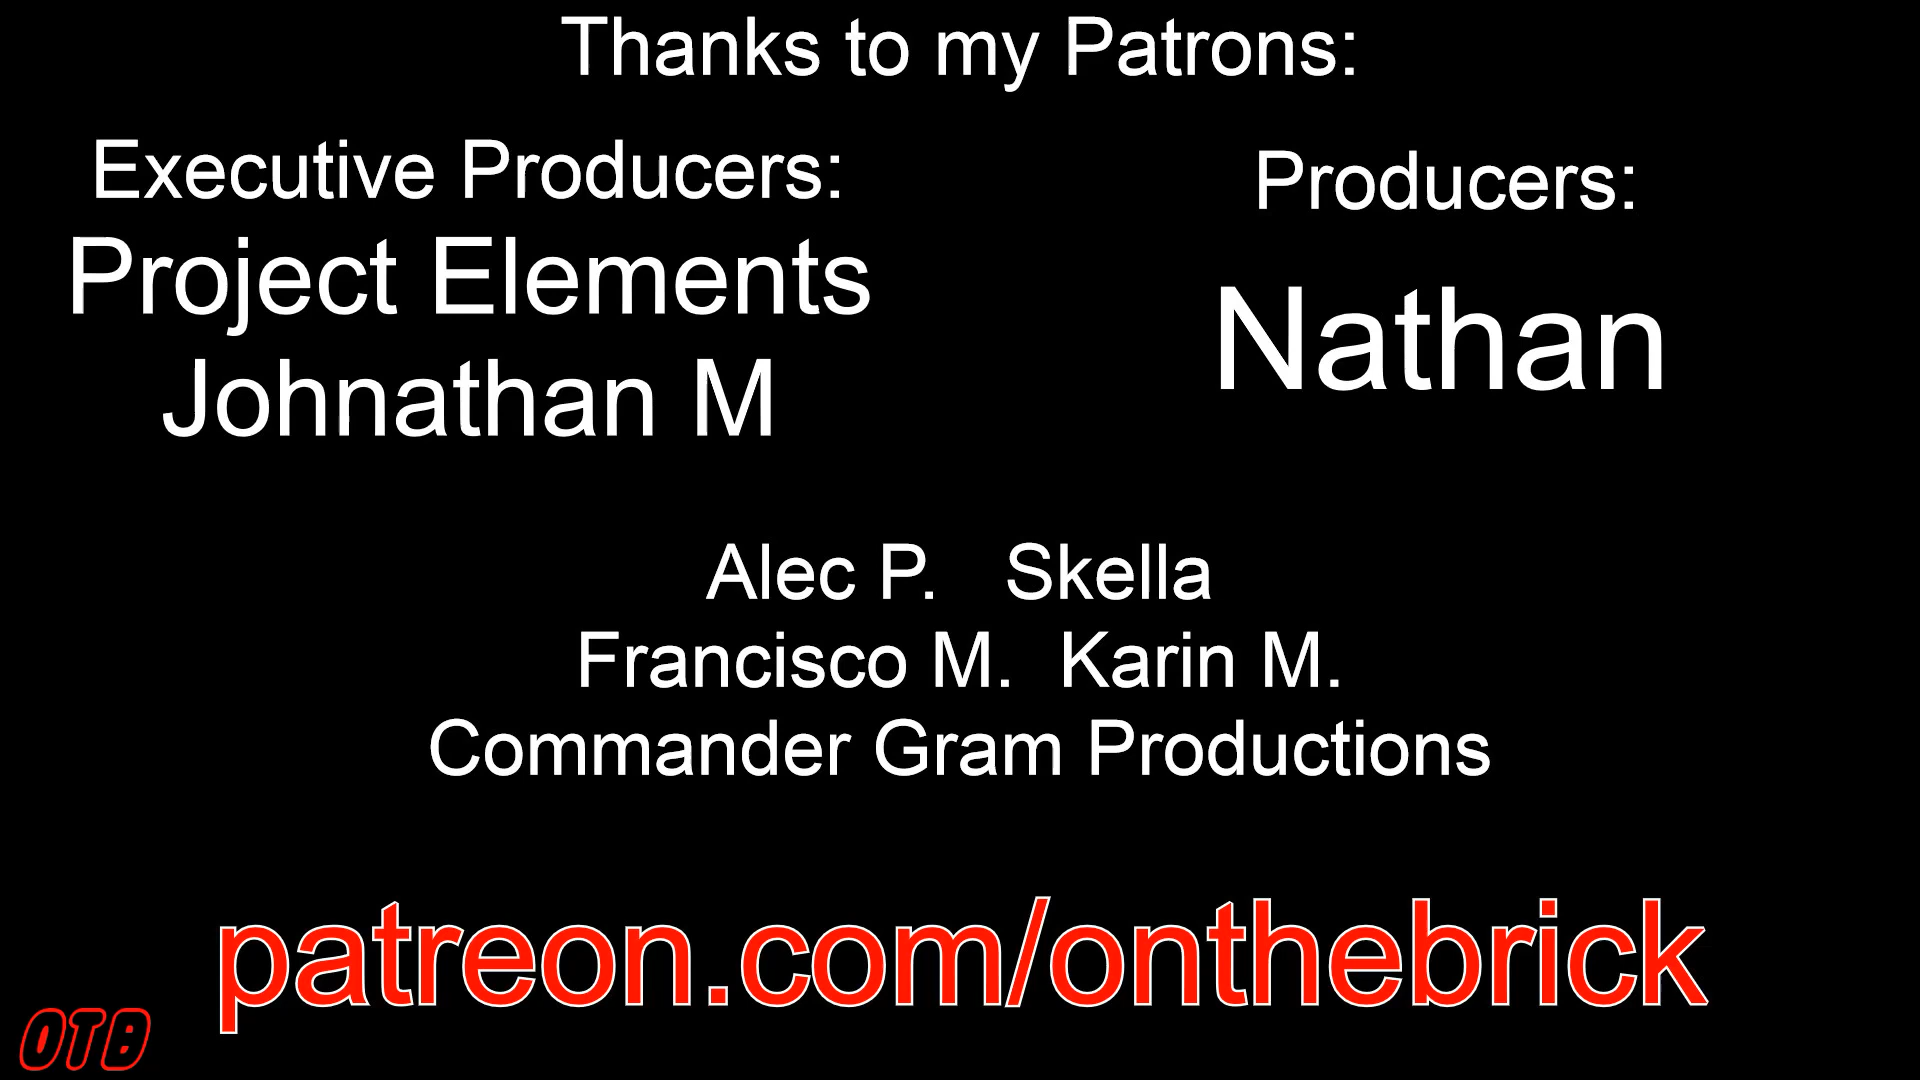 Thanks to my Patrons:
Executive Producers:
Project Elements
Johnathan M
Producers:
Nathan
Alec P.   Skella
Francisco M.  Karin M.
Commander Gram Productions
patreon.com/onthebrick
OTB